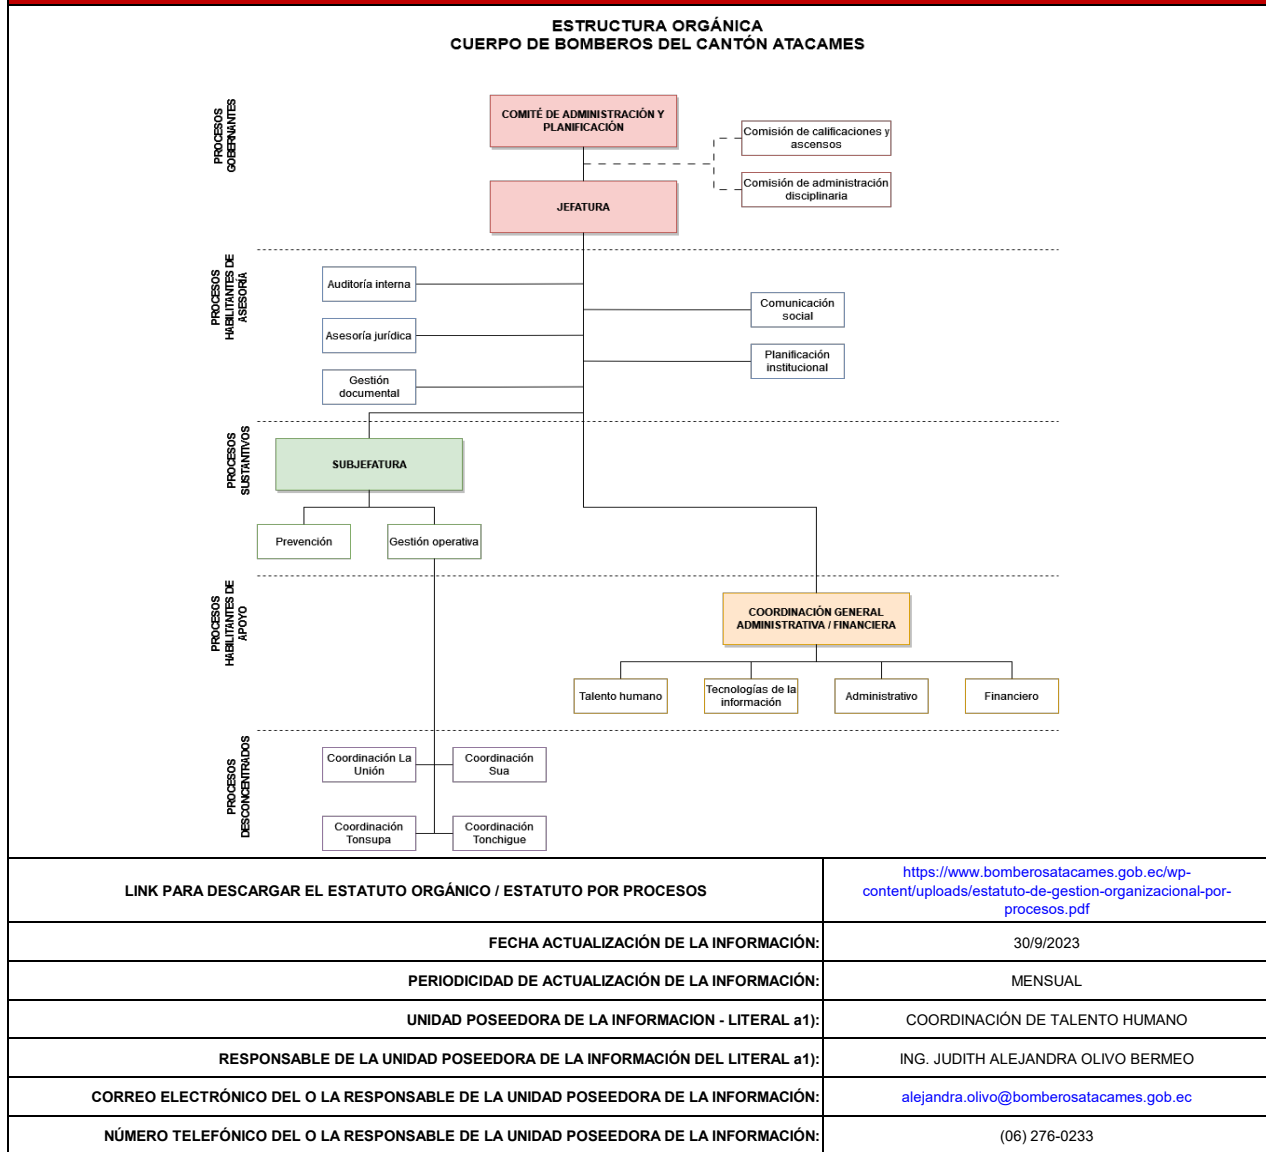 ESTRUCTURA ORGÁNICA
CUERPO DE BOMBEROS DEL CANTÓN ATACAMES
PROCESOS
GOBERNANTES
COMITÉ DE ADMINISTRACIÓN Y
PLANIFICACIÓN
Comisión de calificaciones y
ascensos
Comisión de administración
disciplinaria
JEFATURA
PROCESOS
HABILITANTES DE
ASESORÍA
Auditoría interna
Comunicación
social
Asesoría jurídica
Planificación
institucional
Gestión
documental
PROCESOS
SUSTANTIVOS
SUBJEFATURA
Prevención
Gestión operativa
PROCESOS
HABILITANTES DE
APOYO
COORDINACIÓN GENERAL
ADMINISTRATIVA / FINANCIERA
Talento humano
Tecnologías de la
información
Administrativo
Financiero
PROCESOS
DESCONCENTRADOS
Coordinación La
Unión
Coordinación
Sua
Coordinación
Tonsupa
Coordinación
Tonchigue
LINK PARA DESCARGAR EL ESTATUTO ORGÁNICO / ESTATUTO POR PROCESOS
https://www.bomberosatacames.gob.ec/wp-
content/uploads/estatuto-de-gestion-organizacional-por-
procesos.pdf
FECHA ACTUALIZACIÓN DE LA INFORMACIÓN:
30/9/2023
PERIODICIDAD DE ACTUALIZACIÓN DE LA INFORMACIÓN:
MENSUAL
UNIDAD POSEEDORA DE LA INFORMACION - LITERAL a1):
COORDINACIÓN DE TALENTO HUMANO
RESPONSABLE DE LA UNIDAD POSEEDORA DE LA INFORMACIÓN DEL LITERAL a1):
ING. JUDITH ALEJANDRA OLIVO BERMEO
CORREO ELECTRÓNICO DEL O LA RESPONSABLE DE LA UNIDAD POSEEDORA DE LA INFORMACIÓN:
alejandra.olivo@bomberosatacames.gob.ec
NÚMERO TELEFÓNICO DEL O LA RESPONSABLE DE LA UNIDAD POSEEDORA DE LA INFORMACIÓN:
(06) 276-0233